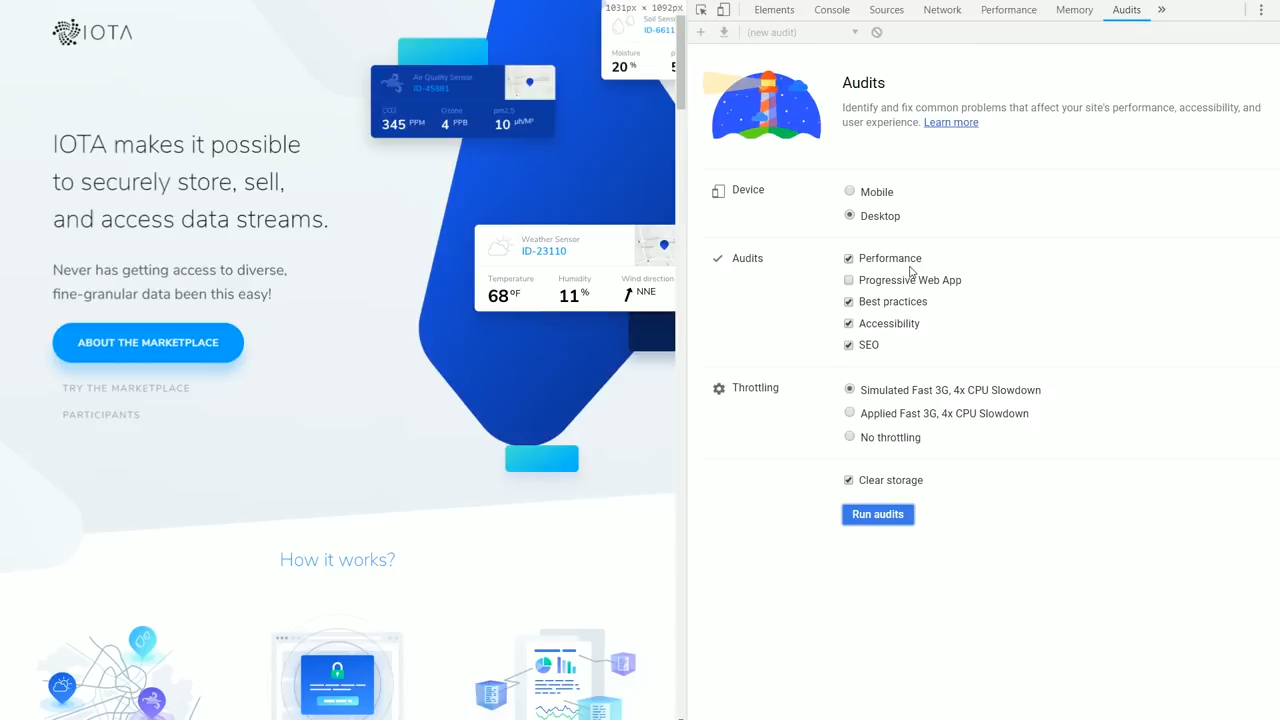 IOTA
IOTA makes it possible
to securely store, sell,
and access data streams.
Never has getting access to diverse,
fine-granular data been this easy!
ABOUT THE MARKETPLACE
TRY THE MARKETPLACE
PARTICIPANTS
Air Quality Sensor
ID-45861
CO2 Ozone pm2.5
345 PPM 4 PPB 10
1031px × 1092px
Soil Sens
ID-6611
Moisture
20 %
Weather Sensor
ID-23110
Temperature Humidity Wind direction
68 °F 11 % NNE
How it works?
Elements Console Sources Network Performance Memory Audits »
(new audit)
Audits
Identify and fix common problems that affect your site's performance, accessibility, and
user experience. Learn more
Device
Mobile
Desktop
Audits
Performance
Progressive Web App
Best practices
Accessibility
SEO
Throttling
Simulated Fast 3G, 4x CPU Slowdown
Applied Fast 3G, 4x CPU Slowdown
No throttling
Clear storage
Run audits